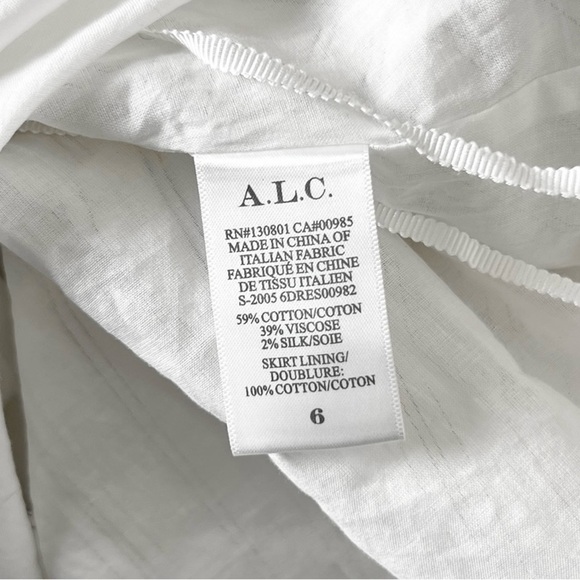 A.L.C.
RN#130801 CA#00985
MADE IN CHINA OF
ITALIAN FABRIC
FABRIQUÉ EN CHINE
DE TISSU ITALIEN
S-2005 6DRES00982
59% COTTON/COTON
39% VISCOSE
2% SILK/SOIE
SKIRT LINING/
DOUBLURE:
100% COTTON/COTON
6